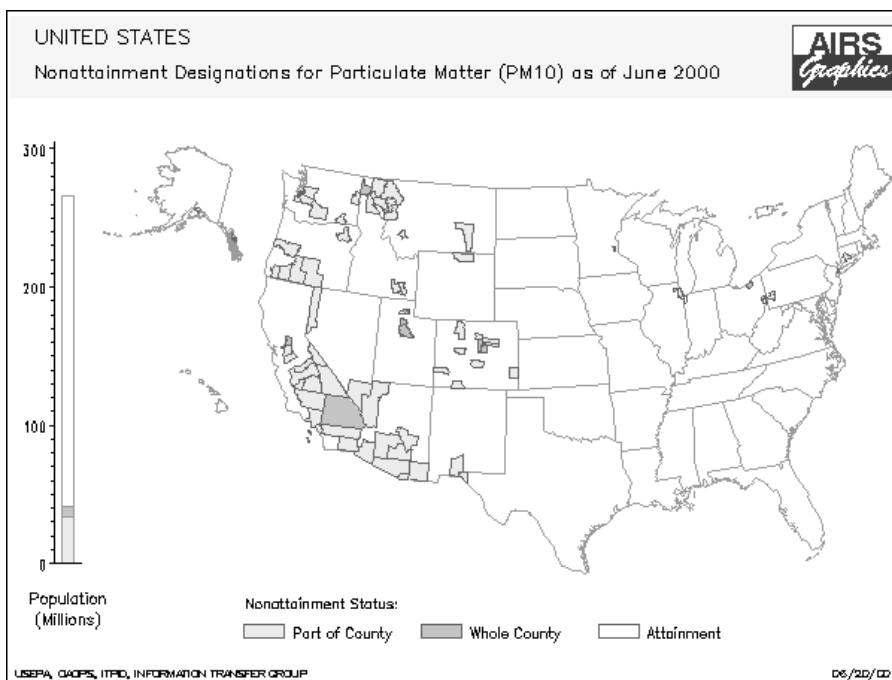 UNITED STATES
Nonattainment Designations for Particulate Matter (PM10) as of June 2000
AIRS
Graphics
300
200
100
0
Population
(Millions)
Nonattainment Status:
Part of County
Whole County
Attainment
USEPA, OAQPS, ITPID, INFORMATION TRANSFER GROUP
06/20/00